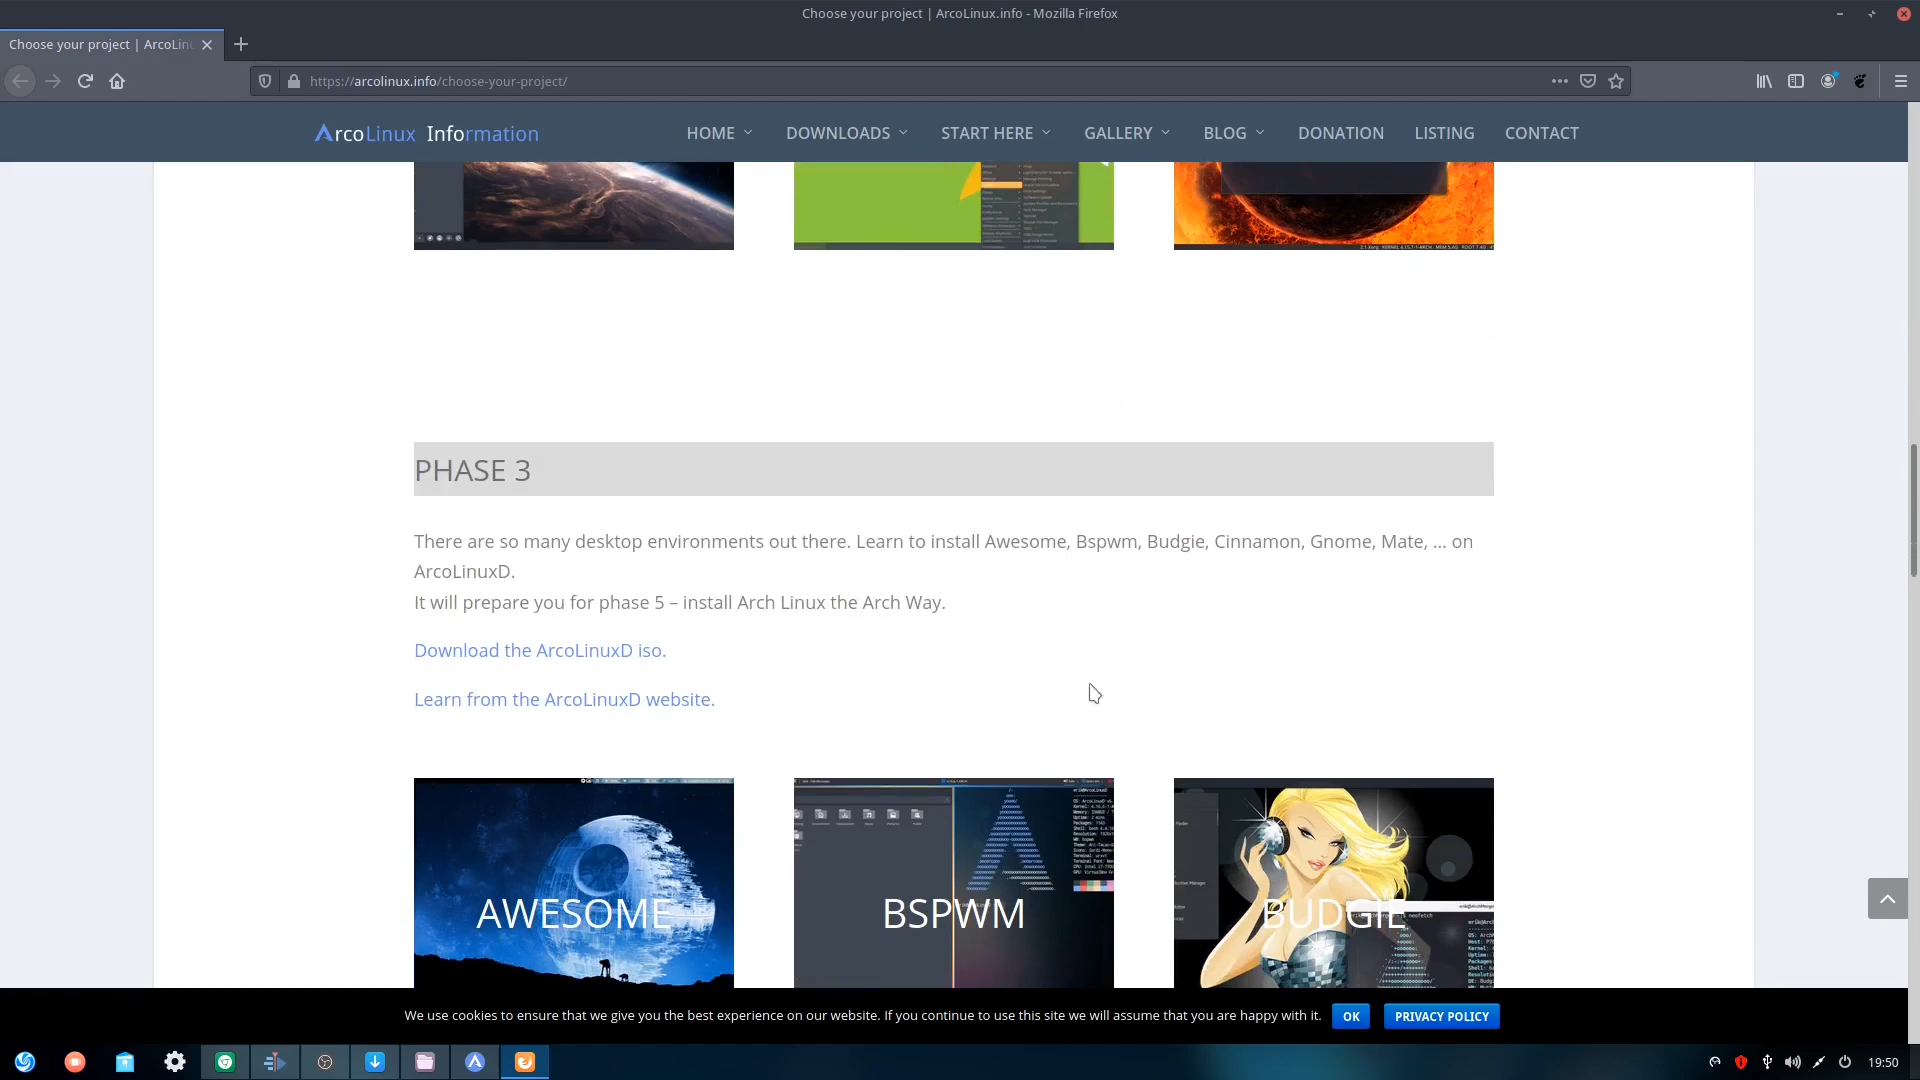 Choose your project | ArcoLinux.info - Mozilla Firefox
Choose your project | ArcoLin
https://arcolinux.info/choose-your-project/
ArcoLinux Information
HOME
DOWNLOADS
START HERE
GALLERY
BLOG
DONATION
LISTING
CONTACT
PHASE 3
There are so many desktop environments out there. Learn to install Awesome, Bspwm, Budgie, Cinnamon, Gnome, Mate, ... on
ArcoLinuxD.
It will prepare you for phase 5 – install Arch Linux the Arch Way.
Download the ArcoLinuxD iso.
Learn from the ArcoLinuxD website.
AWESOME
BSPWM
BUDGIE
We use cookies to ensure that we give you the best experience on our website. If you continue to use this site we will assume that you are happy with it.
OK
PRIVACY POLICY
19:50